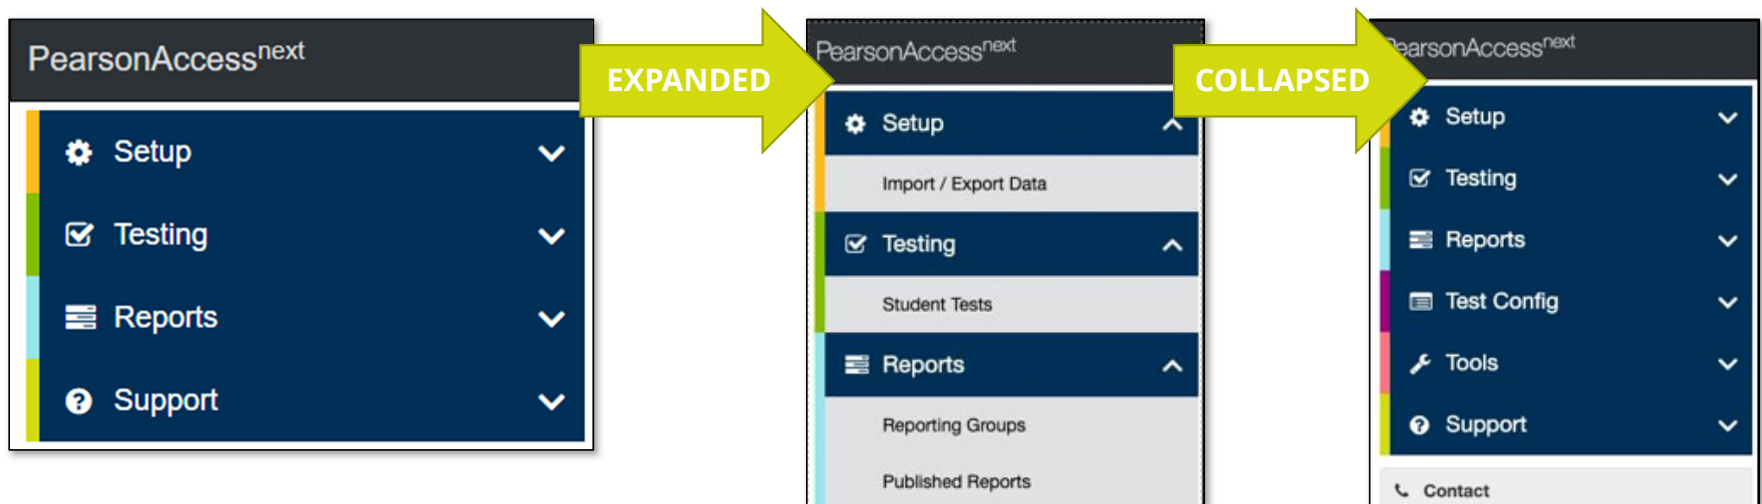 PearsonAccessnext
Setup
Testing
Reports
Support
EXPANDED
PearsonAccessnext
Setup
Import / Export Data
Testing
Student Tests
Reports
Reporting Groups
Published Reports
COLLAPSED
PearsonAccessnext
Setup
Testing
Reports
Test Config
Tools
Support
Contact